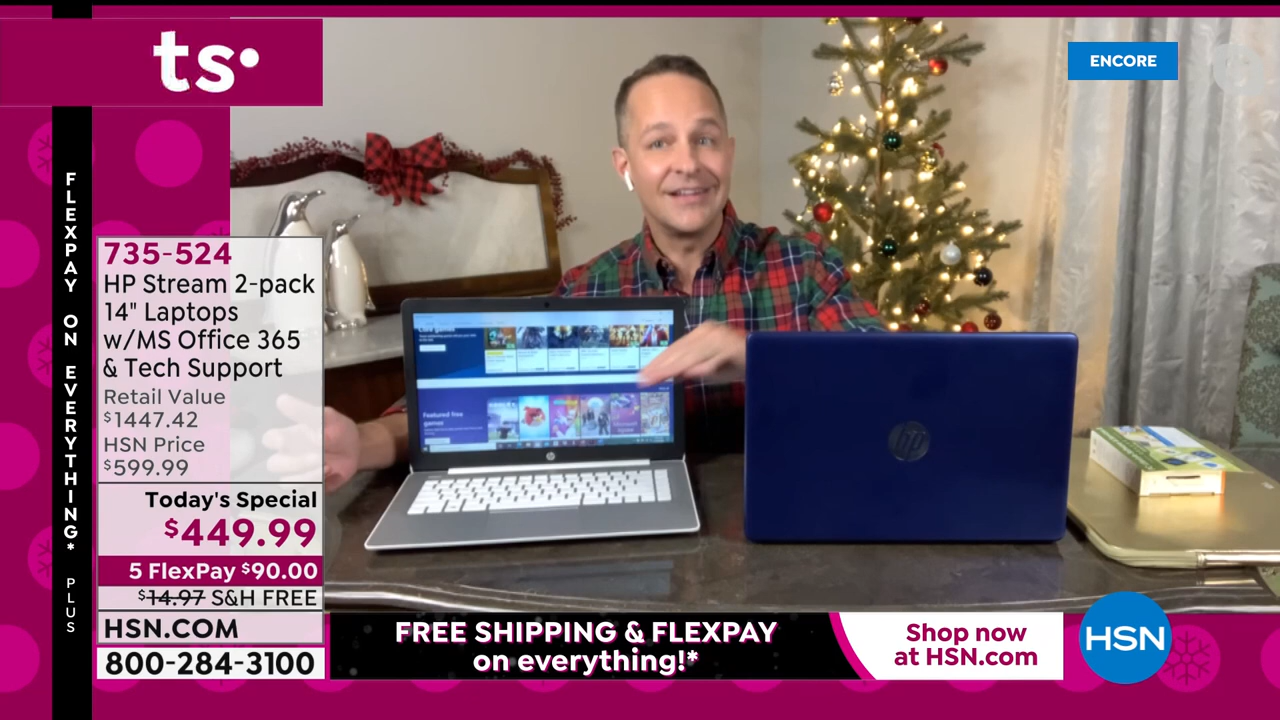 ts•
ENCORE
FLEXPAY ON EVERYTHING* PLUS
735-524
HP Stream 2-pack
14" Laptops
w/MS Office 365
& Tech Support
Retail Value
$1447.42
HSN Price
$599.99
Today's Special
$449.99
5 FlexPay $90.00
$14.97 S&H FREE
HSN.COM
800-284-3100
Featured free
games
hp
hp
FREE SHIPPING & FLEXPAY
on everything!*
Shop now
at HSN.com
HSN